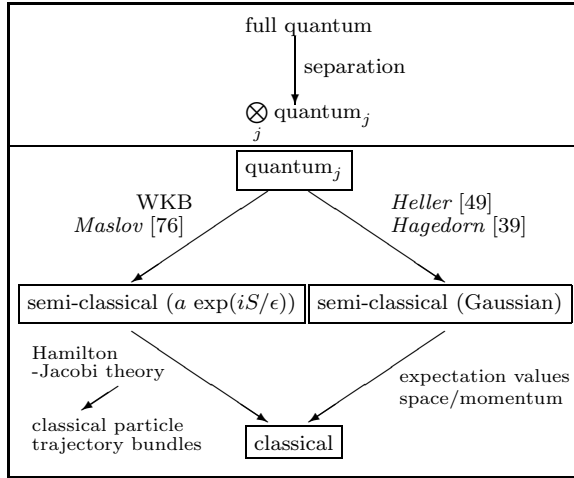 full quantum
separation
⨂ quantum_j
j
quantum_j
WKB
Maslov [76]
Heller [49]
Hagedorn [39]
semi-classical (a exp(iS/ϵ))
semi-classical (Gaussian)
Hamilton
-Jacobi theory
expectation values
space/momentum
classical particle
trajectory bundles
classical